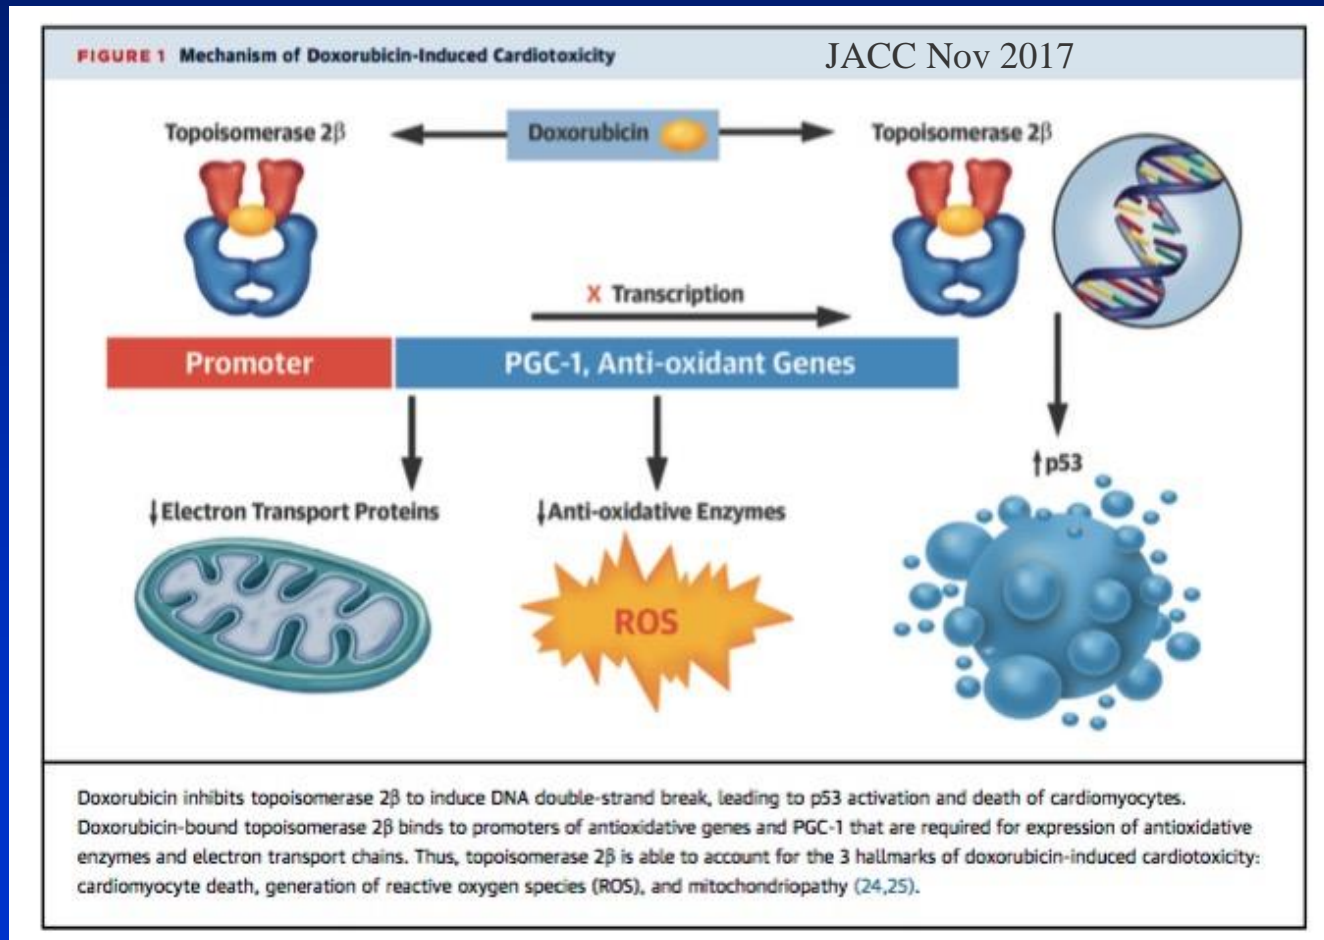 FIGURE 1 Mechanism of Doxorubicin-Induced Cardiotoxicity
JACC Nov 2017
Topoisomerase 2β
Doxorubicin
Topoisomerase 2β
X Transcription
Promoter
PGC-1, Anti-oxidant Genes
↑p53
↓Electron Transport Proteins
↓Anti-oxidative Enzymes
ROS
Doxorubicin inhibits topoisomerase 2β to induce DNA double-strand break, leading to p53 activation and death of cardiomyocytes.
Doxorubicin-bound topoisomerase 2β binds to promoters of antioxidative genes and PGC-1 that are required for expression of antioxidative
enzymes and electron transport chains. Thus, topoisomerase 2β is able to account for the 3 hallmarks of doxorubicin-induced cardiotoxicity:
cardiomyocyte death, generation of reactive oxygen species (ROS), and mitochondriopathy (24,25).